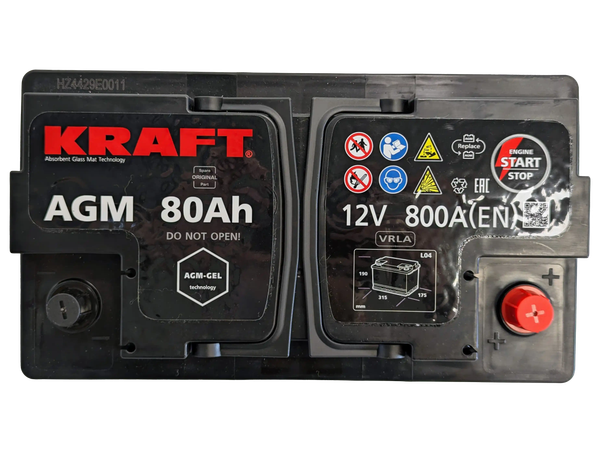 HZ4429E0011
KRAFT®
Absorbent Glass Mat Technology
Spare
ORIGINAL
Part
AGM 80Ah
DO NOT OPEN!
AGM-GEL
technology
Replace
ENGINE
START
STOP
EAC
12V 800A(EN)
VRLA
L04
190
315
175
mm
+
+